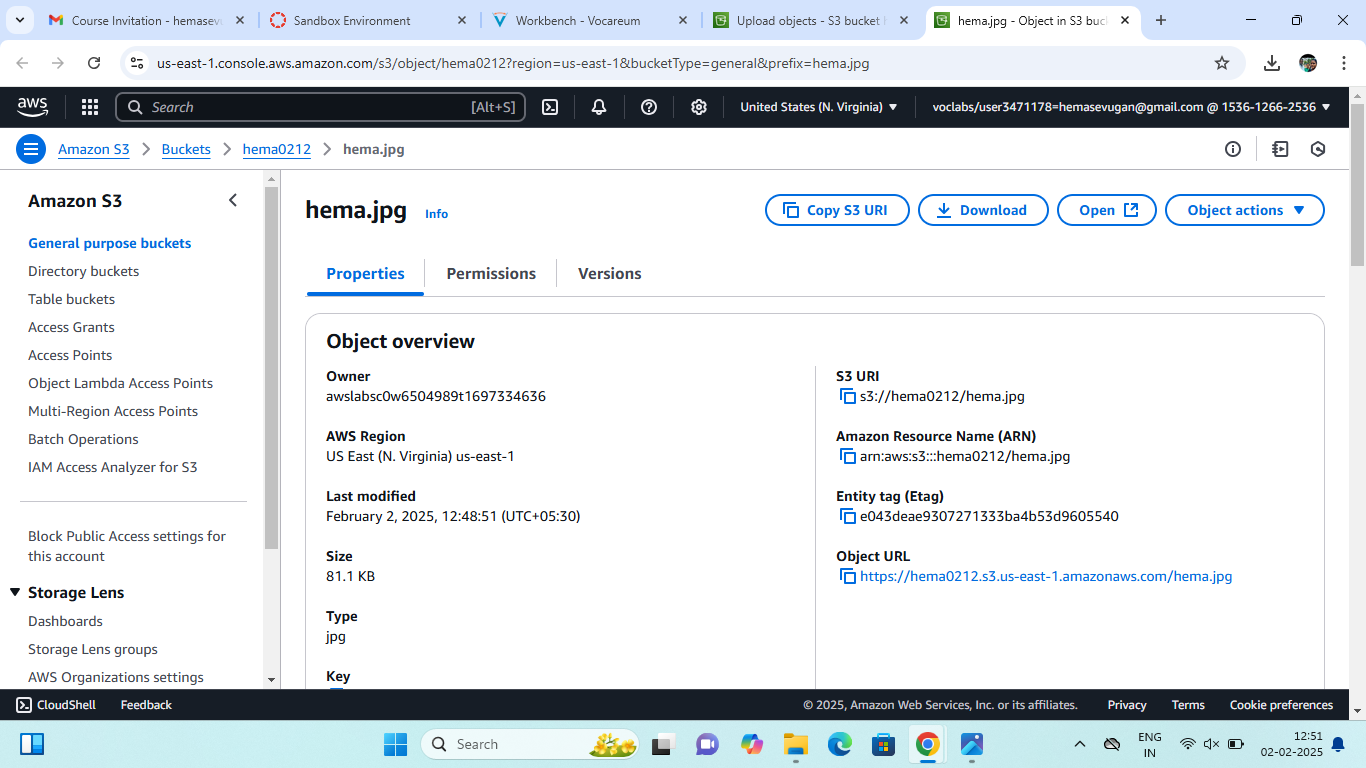 Course Invitation - hemasevu
Sandbox Environment
Workbench - Vocareum
Upload objects - S3 bucket h
hema.jpg - Object in S3 buck
us-east-1.console.aws.amazon.com/s3/object/hema0212?region=us-east-1&bucketType=general&prefix=hema.jpg
aws
Search [Alt+S]
United States (N. Virginia)
voclabs/user3471178=hemasevugan@gmail.com @ 1536-1266-2536
Amazon S3 > Buckets > hema0212 > hema.jpg
Amazon S3
General purpose buckets
Directory buckets
Table buckets
Access Grants
Access Points
Object Lambda Access Points
Multi-Region Access Points
Batch Operations
IAM Access Analyzer for S3
Block Public Access settings for
this account
Storage Lens
Dashboards
Storage Lens groups
AWS Organizations settings
hema.jpg Info
Copy S3 URI
Download
Open
Object actions
Properties
Permissions
Versions
Object overview
Owner
awslabsc0w6504989t1697334636
AWS Region
US East (N. Virginia) us-east-1
Last modified
February 2, 2025, 12:48:51 (UTC+05:30)
Size
81.1 KB
Type
jpg
Key
S3 URI
s3://hema0212/hema.jpg
Amazon Resource Name (ARN)
arn:aws:s3:::hema0212/hema.jpg
Entity tag (Etag)
e043deae9307271333ba4b53d9605540
Object URL
https://hema0212.s3.us-east-1.amazonaws.com/hema.jpg
CloudShell
Feedback
© 2025, Amazon Web Services, Inc. or its affiliates.
Privacy
Terms
Cookie preferences
Search
ENG
IN
12:51
02-02-2025